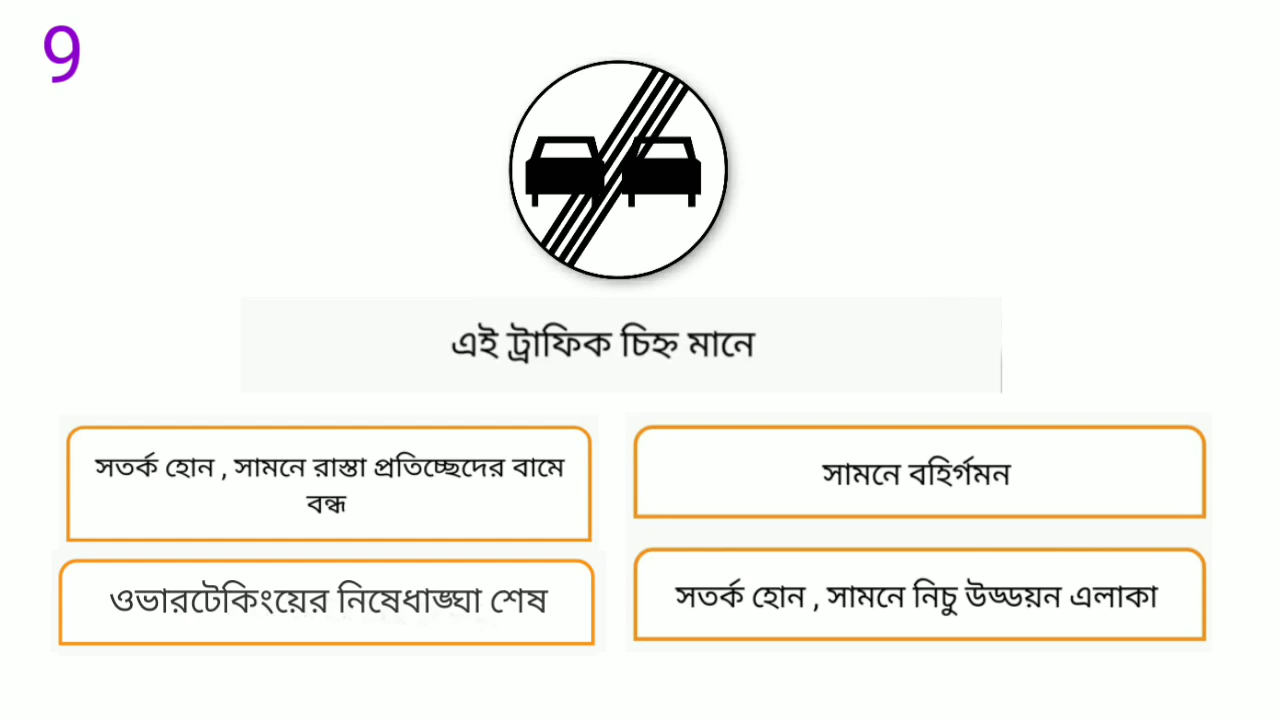 9
এই ট্রাফিক চিহ্ন মানে
সতর্ক হোন , সামনে রাস্তা প্রতিচ্ছেদের বামে
বন্ধ
সামনে বহির্গমন
ওভারটেকিংয়ের নিষেধাঙ্ঘা শেষ
সতর্ক হোন , সামনে নিচু উড্ডয়ন এলাকা